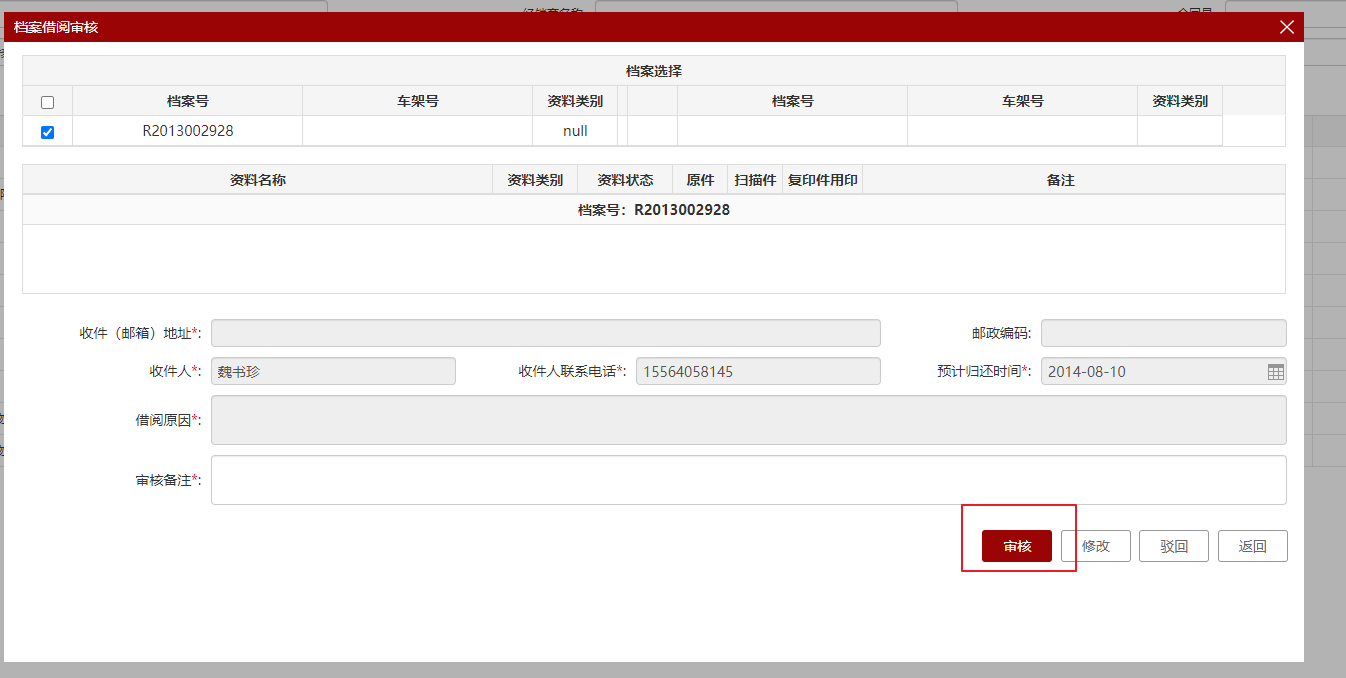 档案借阅审核
档案选择
档案号 车架号 资料类别 档案号 车架号 资料类别
R2013002928 null
资料名称 资料类别 资料状态 原件 扫描件 复印件用印 备注
档案号：R2013002928
收件（邮箱）地址*: 邮政编码:
收件人*: 魏书珍 收件人联系电话*: 15564058145 预计归还时间*: 2014-08-10
借阅原因*:
审核备注*:
审核 修改 驳回 返回